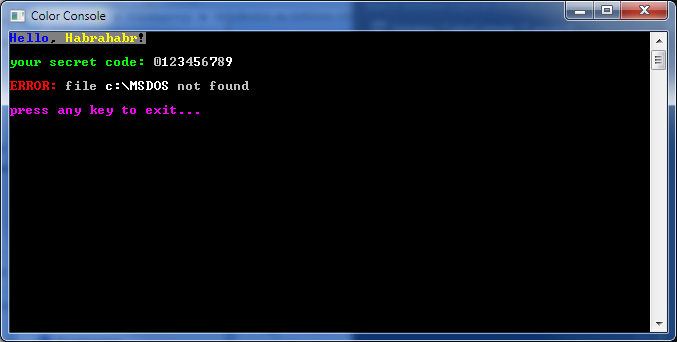 Color Console
Hello, Habrahabr!
your secret code: 0123456789
ERROR: file c:\MSDOS not found
press any key to exit...